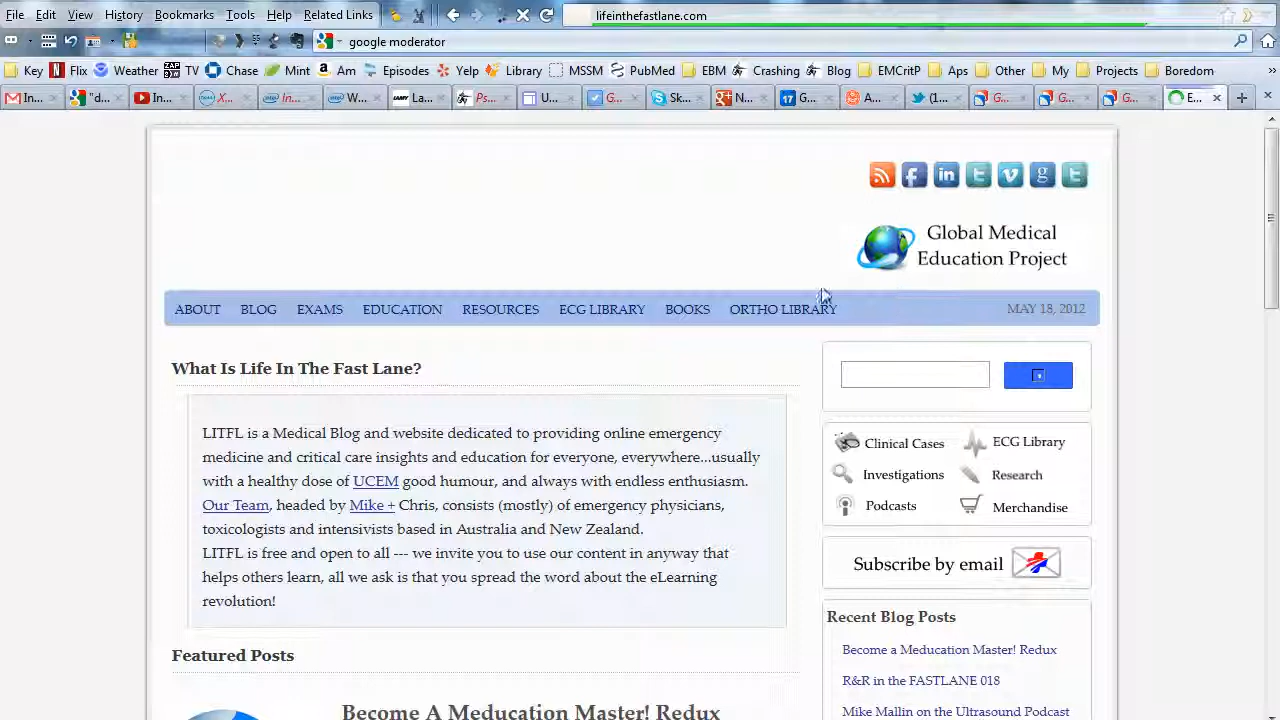 File Edit View History Bookmarks Tools Help Related Links lifeinthefastlane.com
google moderator
Key Flix Weather TV Chase Mint Am Episodes Yelp Library MSSM PubMed EBM Crashing Blog EMCrit Aps Other My Projects Boredom »
In... "d... In... X... In... W... La... Ps... U... G... Sk... N... G... A... (1... G... G... G... E...
Global Medical
Education Project
ABOUT BLOG EXAMS EDUCATION RESOURCES ECG LIBRARY BOOKS ORTHO LIBRARY MAY 18, 2012
What Is Life In The Fast Lane?
LITFL is a Medical Blog and website dedicated to providing online emergency
medicine and critical care insights and education for everyone, everywhere...usually
with a healthy dose of UCEM good humour, and always with endless enthusiasm.
Our Team, headed by Mike + Chris, consists (mostly) of emergency physicians,
toxicologists and intensivists based in Australia and New Zealand.
LITFL is free and open to all --- we invite you to use our content in anyway that
helps others learn, all we ask is that you spread the word about the eLearning
revolution!
Featured Posts
Become A Meducation Master! Redux
Clinical Cases ECG Library
Investigations Research
Podcasts Merchandise
Subscribe by email
Recent Blog Posts
Become a Meducation Master! Redux
R&R in the FASTLANE 018
Mike Mallin on the Ultrasound Podcast